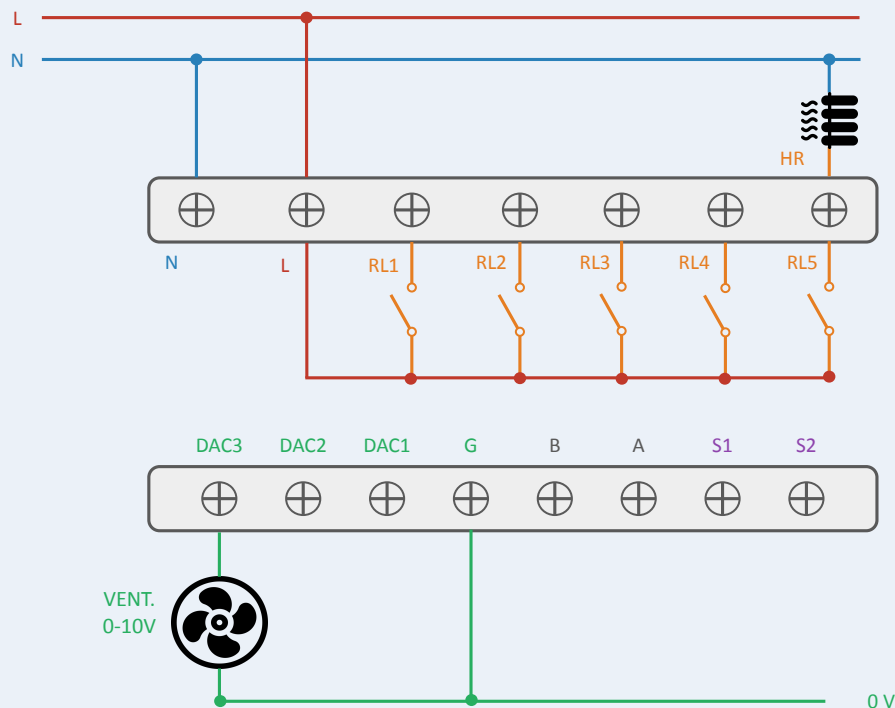 L
N
HR
N
L
RL1
RL2
RL3
RL4
RL5
DAC3
DAC2
DAC1
G
B
A
S1
S2
VENT.
0-10V
0 V